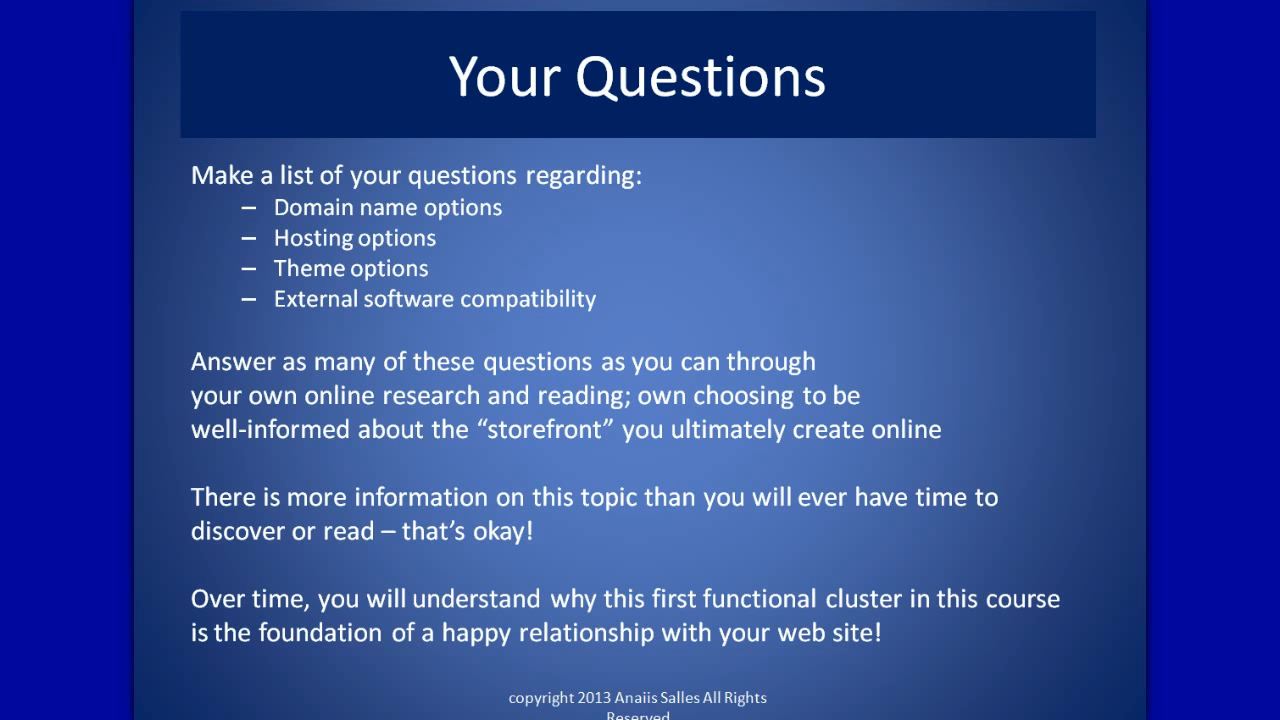 Your Questions
Make a list of your questions regarding:
– Domain name options
– Hosting options
– Theme options
– External software compatibility
Answer as many of these questions as you can through
your own online research and reading; own choosing to be
well-informed about the “storefront” you ultimately create online
There is more information on this topic than you will ever have time to
discover or read – that’s okay!
Over time, you will understand why this first functional cluster in this course
is the foundation of a happy relationship with your web site!
copyright 2013 Anaiis Salles All Rights
Reserved